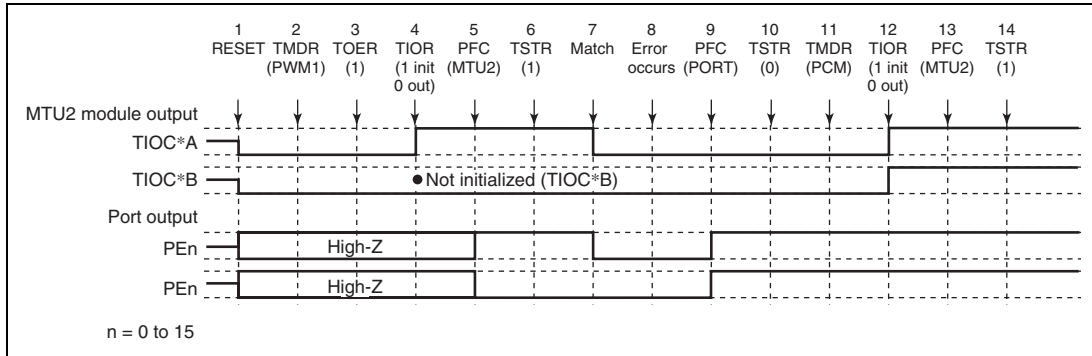 1 2 3 4 5 6 7 8 9 10 11 12 13 14
RESET TMDR TOER TIOR PFC TSTR Match Error PFC TSTR TMDR TIOR PFC TSTR
(PWM1) (1) (1 init (MTU2) (1) occurs (PORT) (0) (PCM) (1 init (MTU2) (1)
0 out) 0 out)
MTU2 module output
TIOC*A
TIOC*B ●Not initialized (TIOC*B)
Port output
PEn High-Z
PEn High-Z
n = 0 to 15